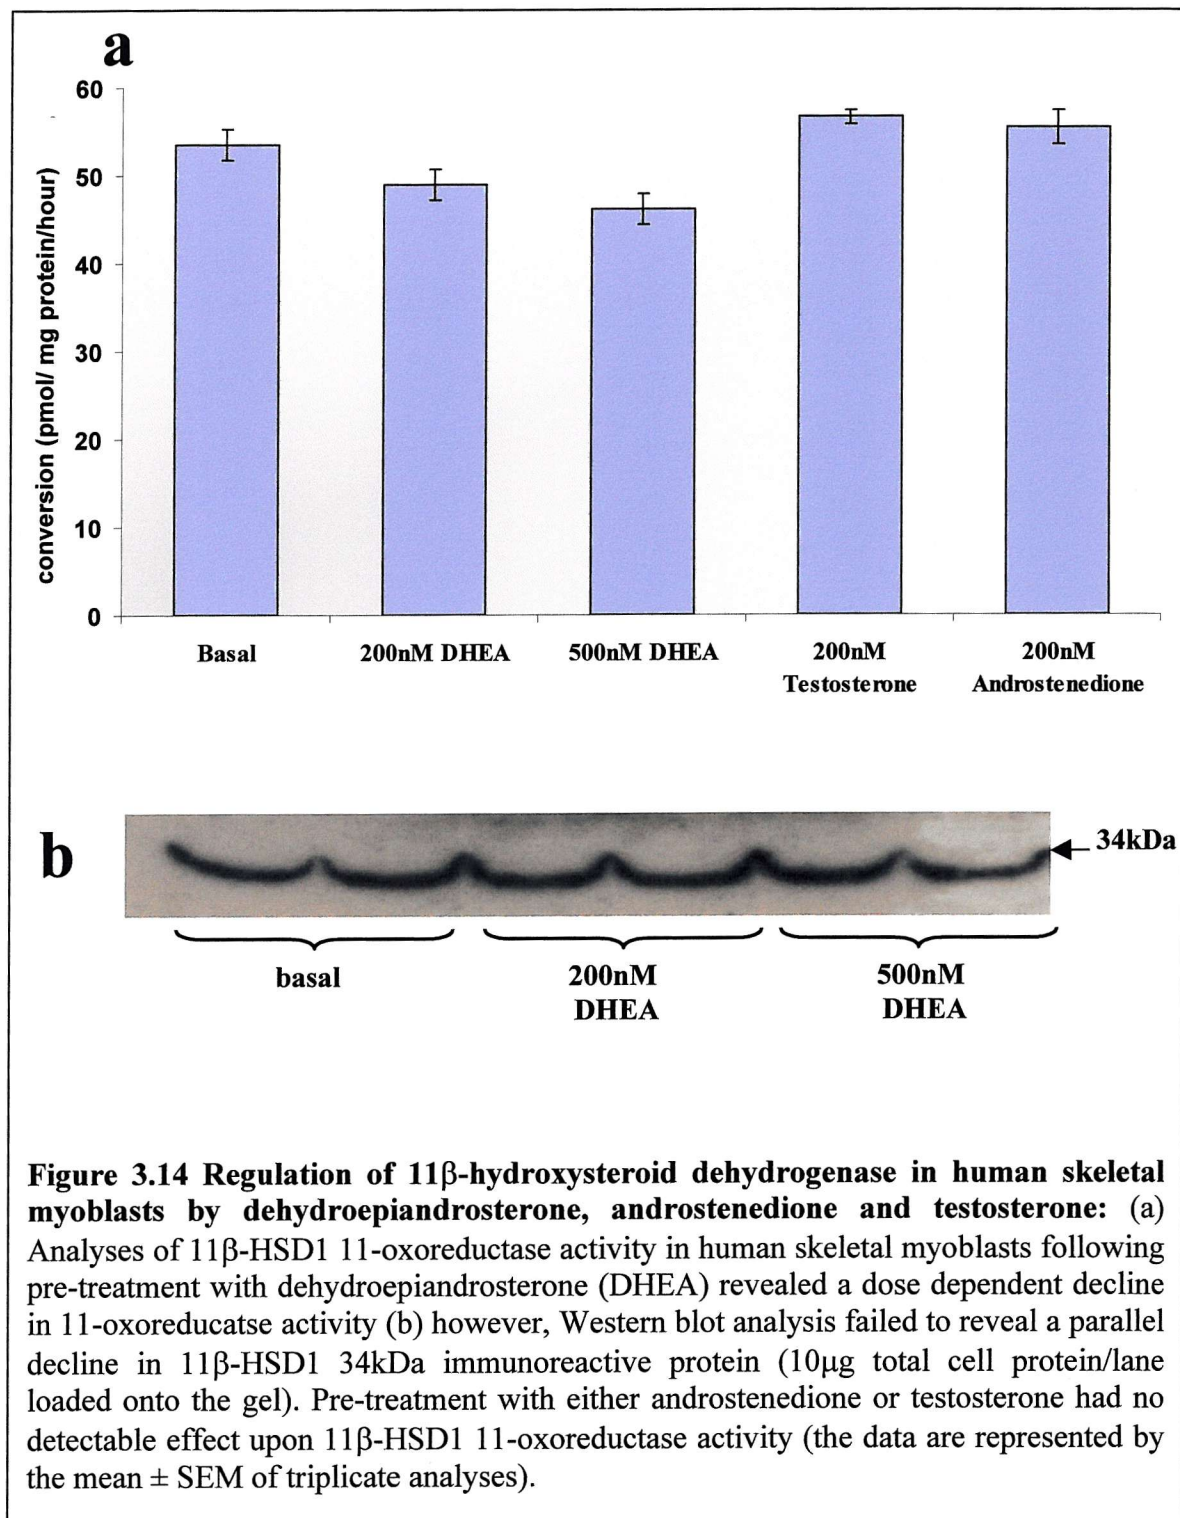 a
60
50
40
30
20
10
0
conversion (pmol/ mg protein/hour)
Basal
200nM DHEA
500nM DHEA
200nM
Testosterone
200nM
Androstenedione
b
34kDa
basal
200nM
DHEA
500nM
DHEA
Figure 3.14 Regulation of 11β-hydroxysteroid dehydrogenase in human skeletal
myoblasts by dehydroepiandrosterone, androstenedione and testosterone: (a)
Analyses of 11β-HSD1 11-oxoreductase activity in human skeletal myoblasts following
pre-treatment with dehydroepiandrosterone (DHEA) revealed a dose dependent decline
in 11-oxoreducatse activity (b) however, Western blot analysis failed to reveal a parallel
decline in 11β-HSD1 34kDa immunoreactive protein (10μg total cell protein/lane
loaded onto the gel). Pre-treatment with either androstenedione or testosterone had no
detectable effect upon 11β-HSD1 11-oxoreductase activity (the data are represented by
the mean ± SEM of triplicate analyses).